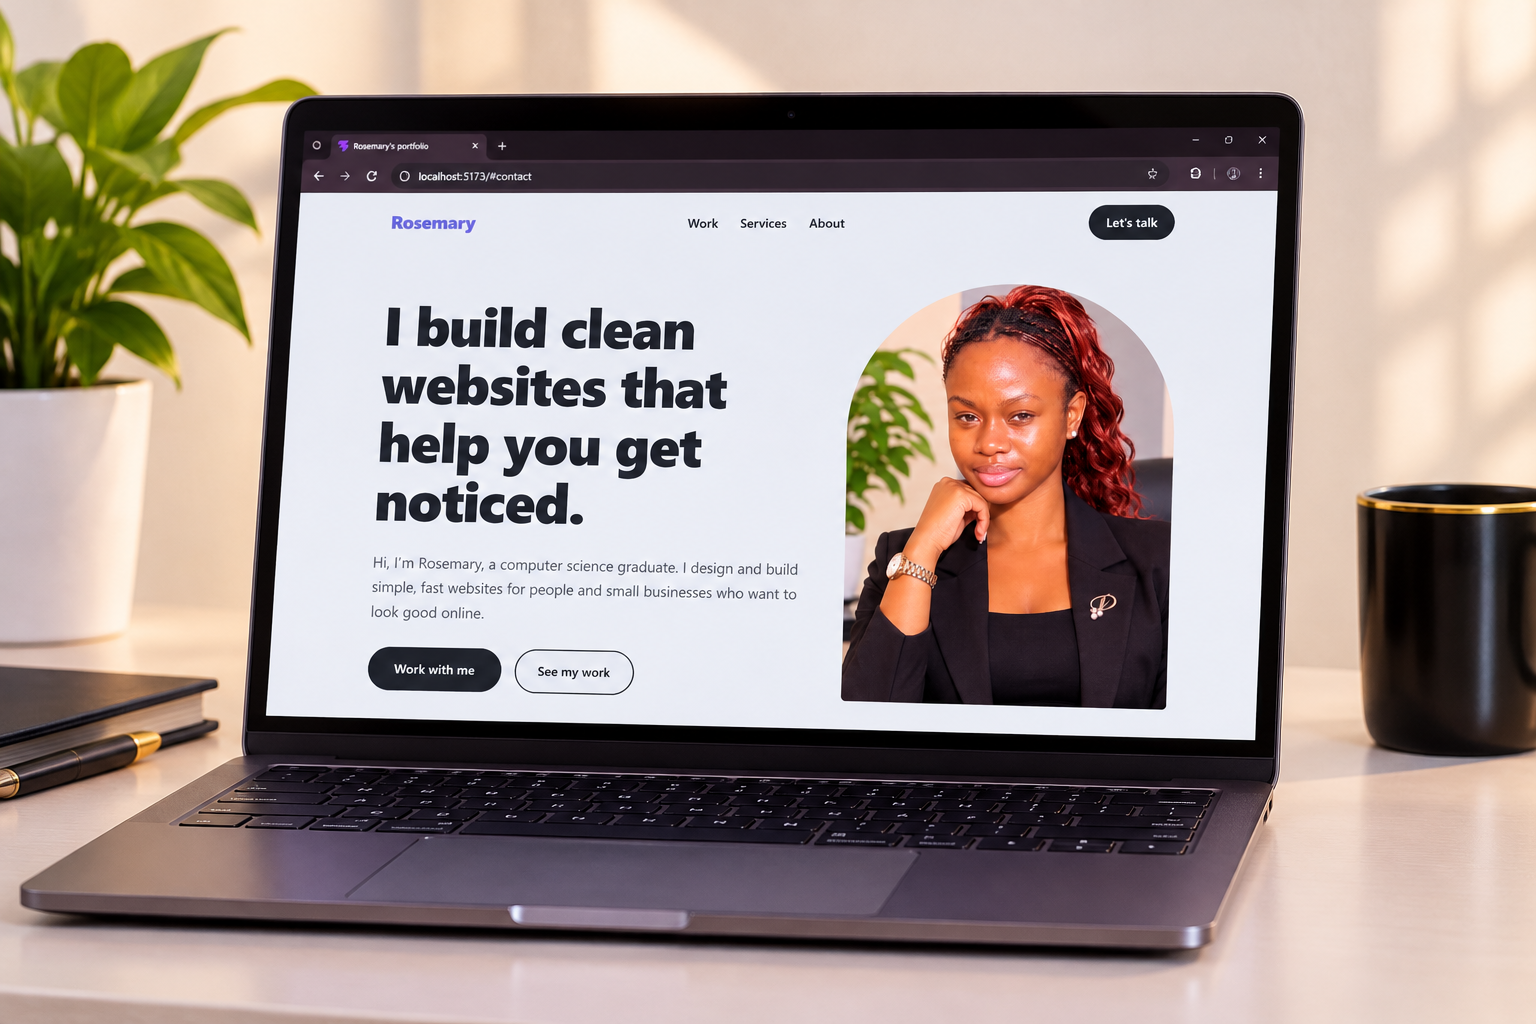 Rosemary's portfolio
localhost:5173/#contact
Rosemary
Work Services About
Let's talk
I build clean
websites that
help you get
noticed.
Hi, I'm Rosemary, a computer science graduate. I design and build
simple, fast websites for people and small businesses who want to
look good online.
Work with me
See my work